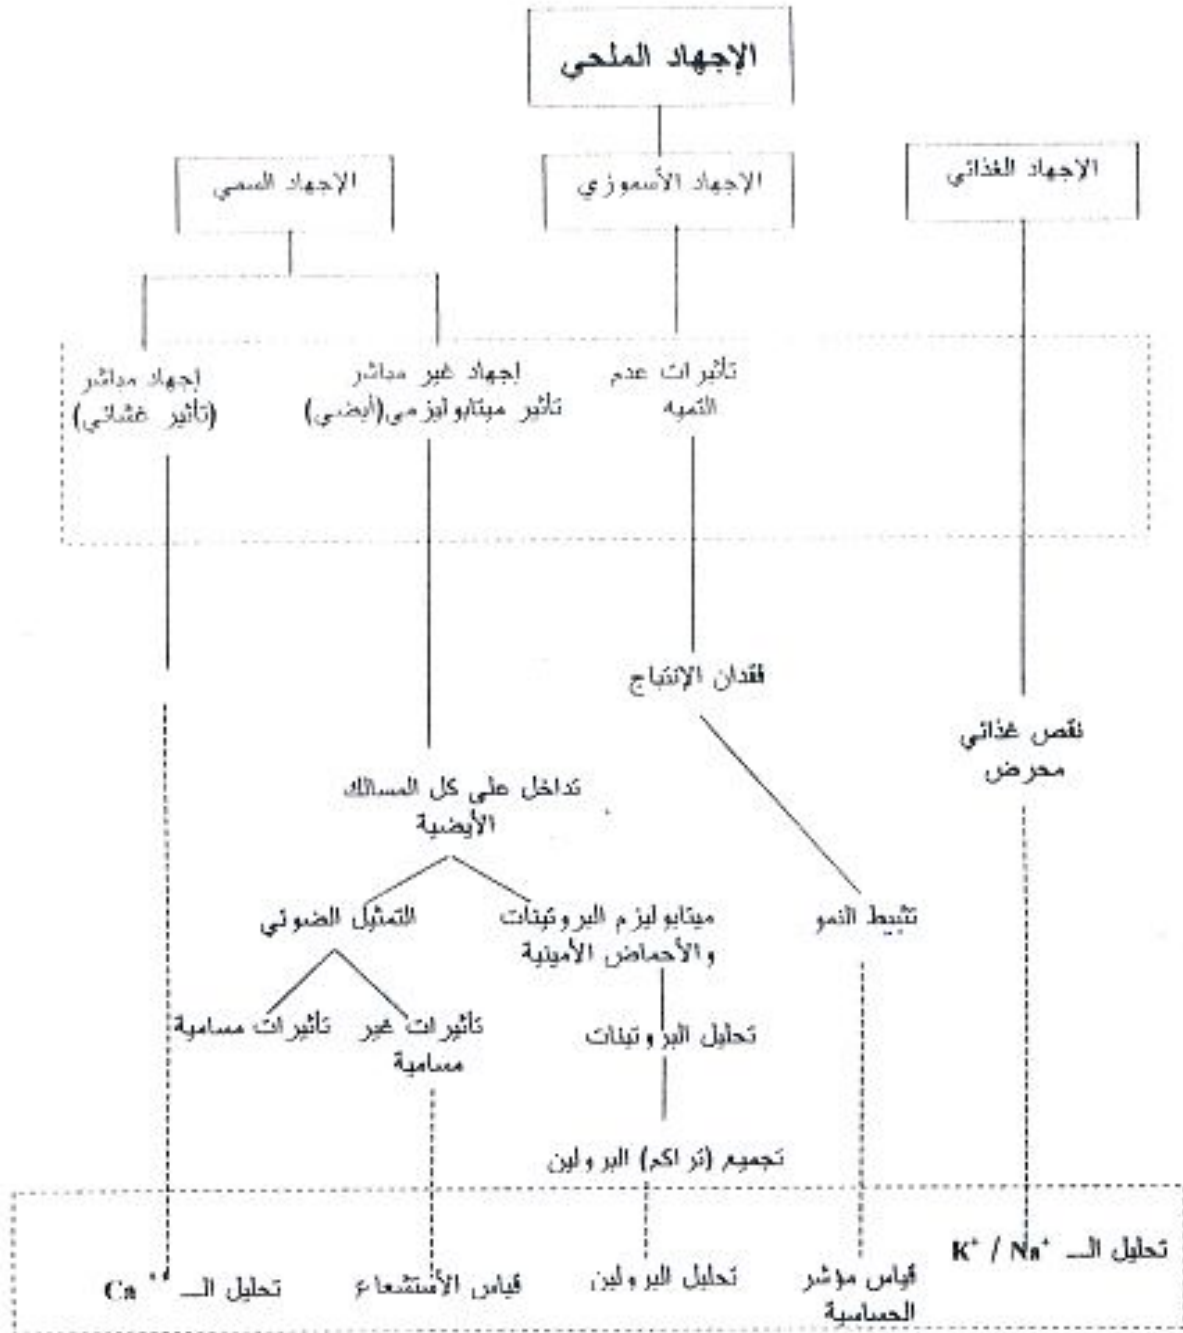 الإجهاد الملحي
الإجهاد الغذائي
الإجهاد الأسموزي
الإجهاد السمي
تأثيرات عدم
التميه
إجهاد غير مباشر
تأثير ميتابوليزمي(أيضي)
إجهاد مباشر
(تأثير غشائي)
فقدان الإنتباج
نقص غذائي
محرض
تداخل على كل المسالك
الأيضية
تثبيط النمو
ميتابوليزم البروتينات
والأحماض الأمينية
التمثيل الضوئي
تحليل البروتينات
تأثيرات غير
مسامية
تأثيرات مسامية
تجميع (تراكم) البرولين
تحليل الـ K⁺ / Na⁺
قياس مؤشر
الحساسية
تحليل البرولين
قياس الأستشعاع
تحليل الـ Ca⁺⁺